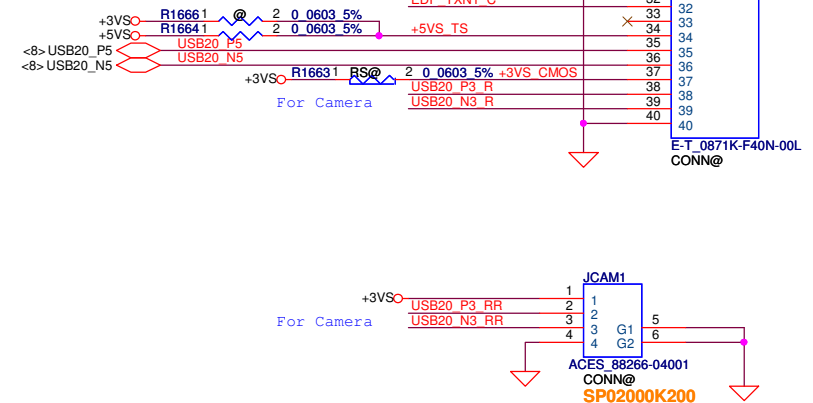 EDP_TXN1_C 32 32
+3VS R1666 1 @ 2 0_0603_5% 33 33
+5VS R1664 1 2 0_0603_5% +5VS_TS 34 34
<8> USB20_P5 USB20_P5 35 35
<8> USB20_N5 USB20_N5 36 36
+3VS R1663 1 RS@ 2 0_0603_5% +3VS_CMOS 37 37
USB20_P3_R 38 38
For Camera USB20_N3_R 39 39
40 40
E-T_0871K-F40N-00L
CONN@
JCAM1
+3VS 1 1
USB20_P3_RR 2 2
For Camera USB20_N3_RR 3 3 G1 5
4 4 G2 6
ACES_88266-04001
CONN@
SP02000K200